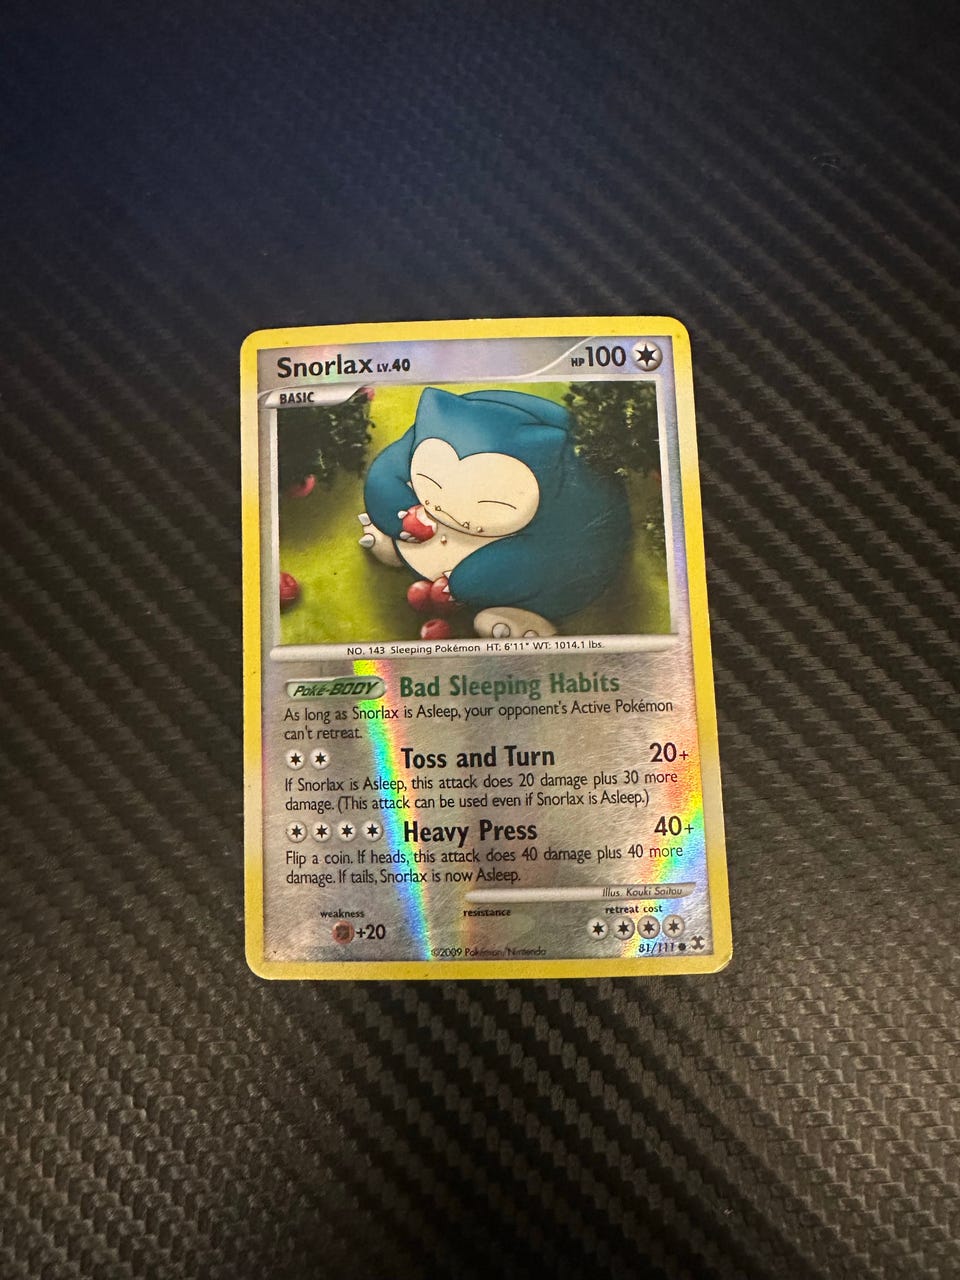 Snorlax LV.40 HP 100
BASIC
NO. 143 Sleeping Pokémon HT: 6'11" WT: 1014.1 lbs.
Poké-BODY Bad Sleeping Habits
As long as Snorlax is Asleep, your opponent's Active Pokémon
can't retreat.
Toss and Turn 20+
If Snorlax is Asleep, this attack does 20 damage plus 30 more
damage. (This attack can be used even if Snorlax is Asleep.)
Heavy Press 40+
Flip a coin. If heads, this attack does 40 damage plus 40 more
damage. If tails, Snorlax is now Asleep.
Illus. Kouki Saitou
weakness resistance retreat cost
+20
©2009 Pokémon/Nintendo 81/111